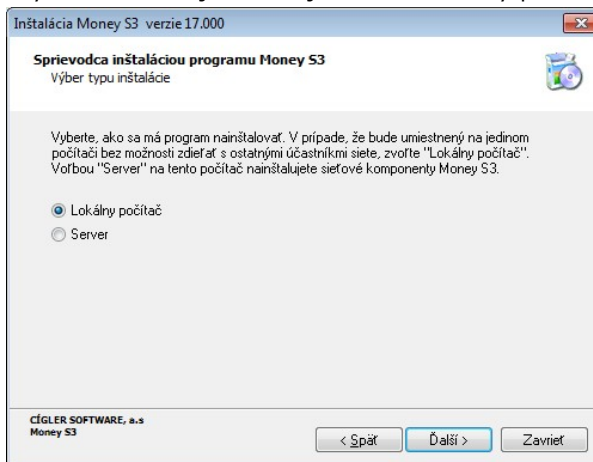 Inštalácia Money S3 verzie 17.000
Sprievodca inštaláciou programu Money S3
Výber typu inštalácie
Vyberte, ako sa má program nainštalovať. V prípade, že bude umiestnený na jedinom
počítači bez možnosti zdieľať s ostatnými účastníkmi siete, zvoľte "Lokálny počítač".
Voľbou "Server" na tento počítač nainštalujete sieťové komponenty Money S3.
Lokálny počítač
Server
CÍGLER SOFTWARE, a.s
Money S3
< Späť
Ďalší >
Zavrieť